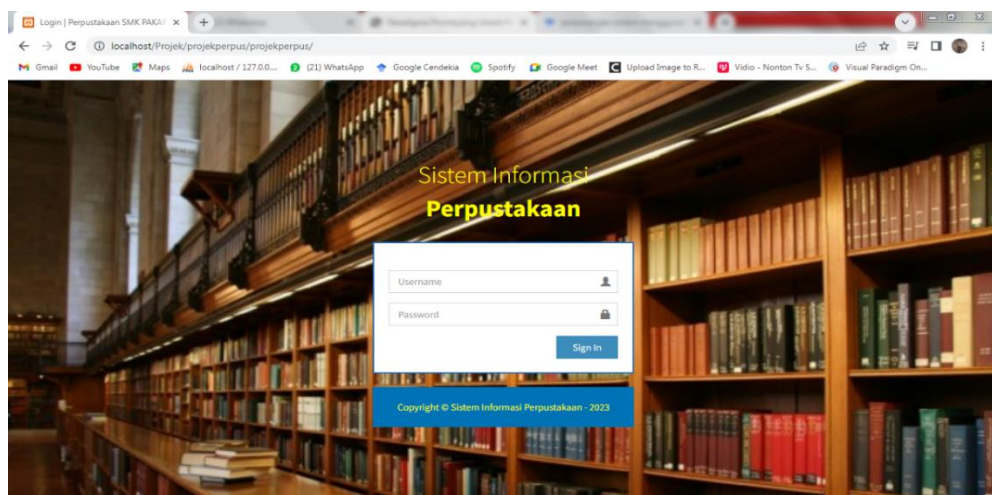 Login | Perpustakaan SMK PAKAI
localhost/Projek/projekperpus/projekperpus/
Gmail YouTube Maps localhost / 127.0.0... (21) WhatsApp Google Cendekia Spotify Google Meet Upload Image to R... Vidio - Nonton Tv S... Visual Paradigm On...
Sistem Informasi
Perpustakaan
Username
Password
Sign In
Copyright © Sistem Informasi Perpustakaan - 2023